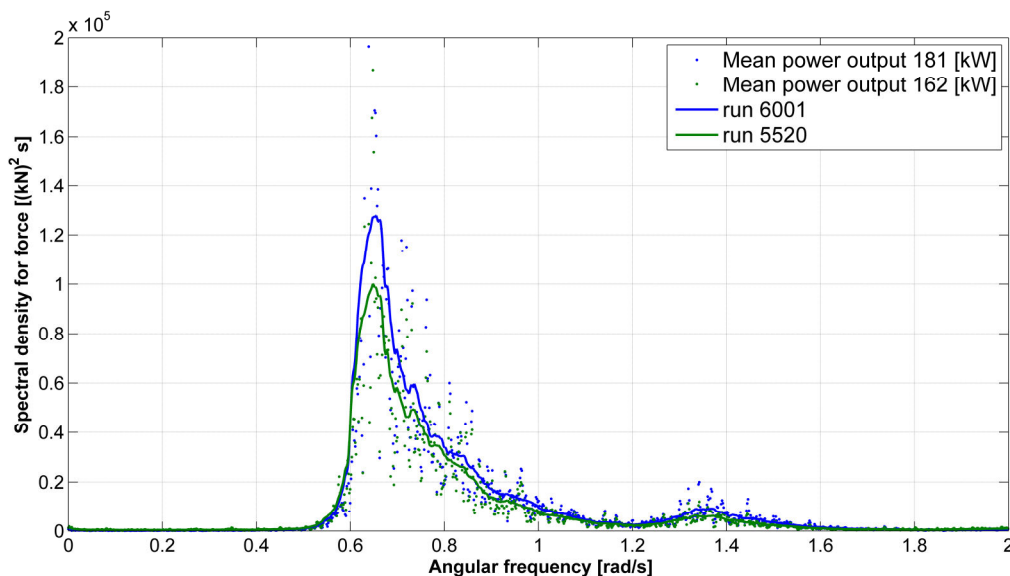 x 10^5
2
1.8
1.6
1.4
1.2
1
0.8
0.6
0.4
0.2
0
Spectral density for force [(kN)^2 s]
Mean power output 181 [kW]
Mean power output 162 [kW]
run 6001
run 5520
0 0.2 0.4 0.6 0.8 1 1.2 1.4 1.6 1.8 2
Angular frequency [rad/s]